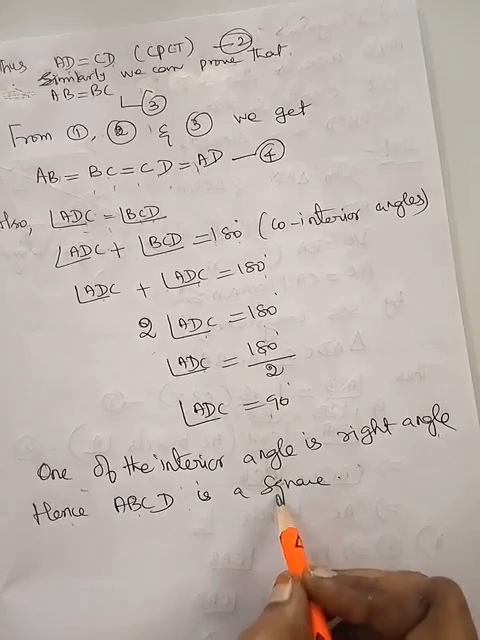 Thus AD = CD (CPCT) — ②
Similarly we can prove that
AB = BC — ③
From ①, ② & ③ we get
AB = BC = CD = AD — ④
Also, ∠ADC = ∠BCD
∠ADC + ∠BCD = 180° (co-interior angles)
∠ADC + ∠ADC = 180°
2 ∠ADC = 180°
∠ADC = 180°/2
∠ADC = 90°
One of the interior angle is right angle
Hence ABCD is a square.